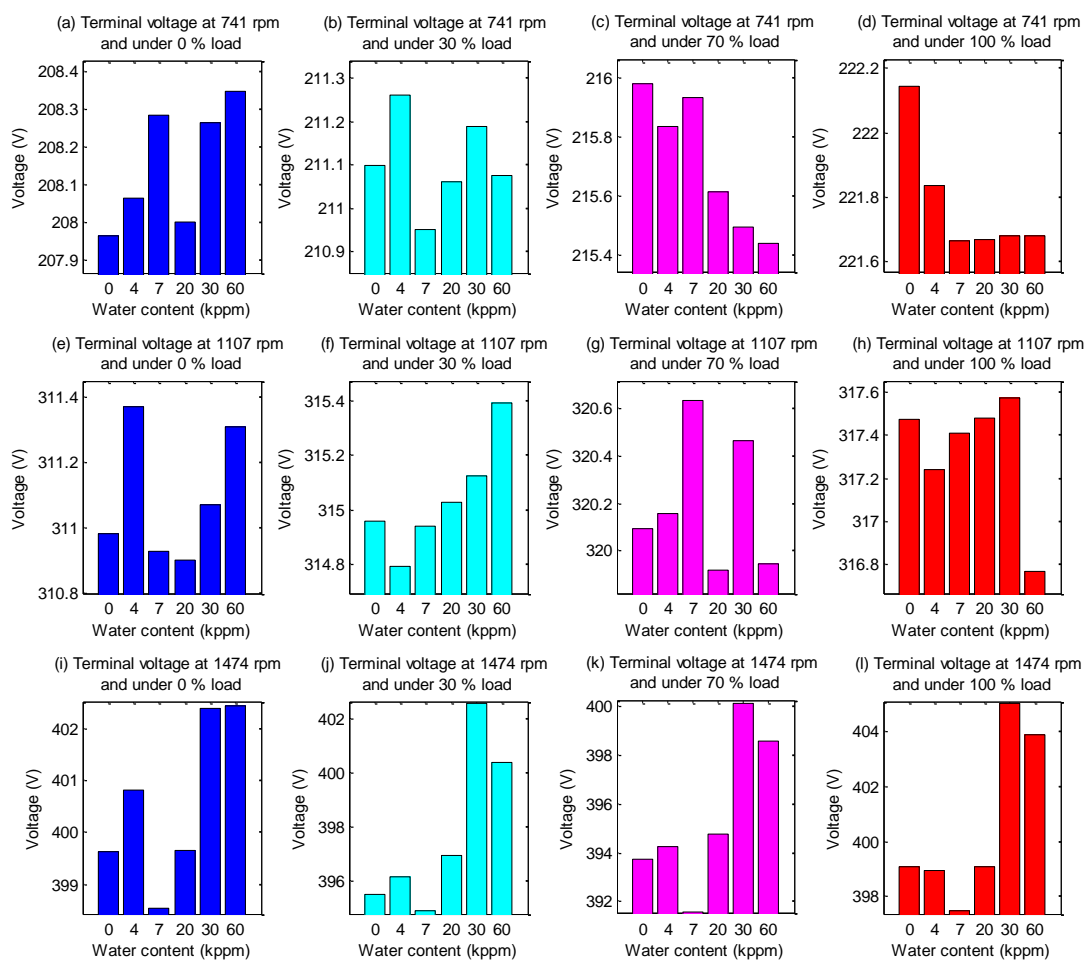 (a) Terminal voltage at 741 rpm
and under 0 % load
208.4
208.3
208.2
208.1
208
207.9
Voltage (V)
0 4 7 20 30 60
Water content (kppm)
(b) Terminal voltage at 741 rpm
and under 30 % load
211.3
211.2
211.1
211
210.9
Voltage (V)
0 4 7 20 30 60
Water content (kppm)
(c) Terminal voltage at 741 rpm
and under 70 % load
216
215.8
215.6
215.4
Voltage (V)
0 4 7 20 30 60
Water content (kppm)
(d) Terminal voltage at 741 rpm
and under 100 % load
222.2
222
221.8
221.6
Voltage (V)
0 4 7 20 30 60
Water content (kppm)
(e) Terminal voltage at 1107 rpm
and under 0 % load
311.4
311.2
311
310.8
Voltage (V)
0 4 7 20 30 60
Water content (kppm)
(f) Terminal voltage at 1107 rpm
and under 30 % load
315.4
315.2
315
314.8
Voltage (V)
0 4 7 20 30 60
Water content (kppm)
(g) Terminal voltage at 1107 rpm
and under 70 % load
320.6
320.4
320.2
320
Voltage (V)
0 4 7 20 30 60
Water content (kppm)
(h) Terminal voltage at 1107 rpm
and under 100 % load
317.6
317.4
317.2
317
316.8
Voltage (V)
0 4 7 20 30 60
Water content (kppm)
(i) Terminal voltage at 1474 rpm
and under 0 % load
402
401
400
399
Voltage (V)
0 4 7 20 30 60
Water content (kppm)
(j) Terminal voltage at 1474 rpm
and under 30 % load
402
400
398
396
Voltage (V)
0 4 7 20 30 60
Water content (kppm)
(k) Terminal voltage at 1474 rpm
and under 70 % load
400
398
396
394
392
Voltage (V)
0 4 7 20 30 60
Water content (kppm)
(l) Terminal voltage at 1474 rpm
and under 100 % load
404
402
399
398
Voltage (V)
0 4 7 20 30 60
Water content (kppm)